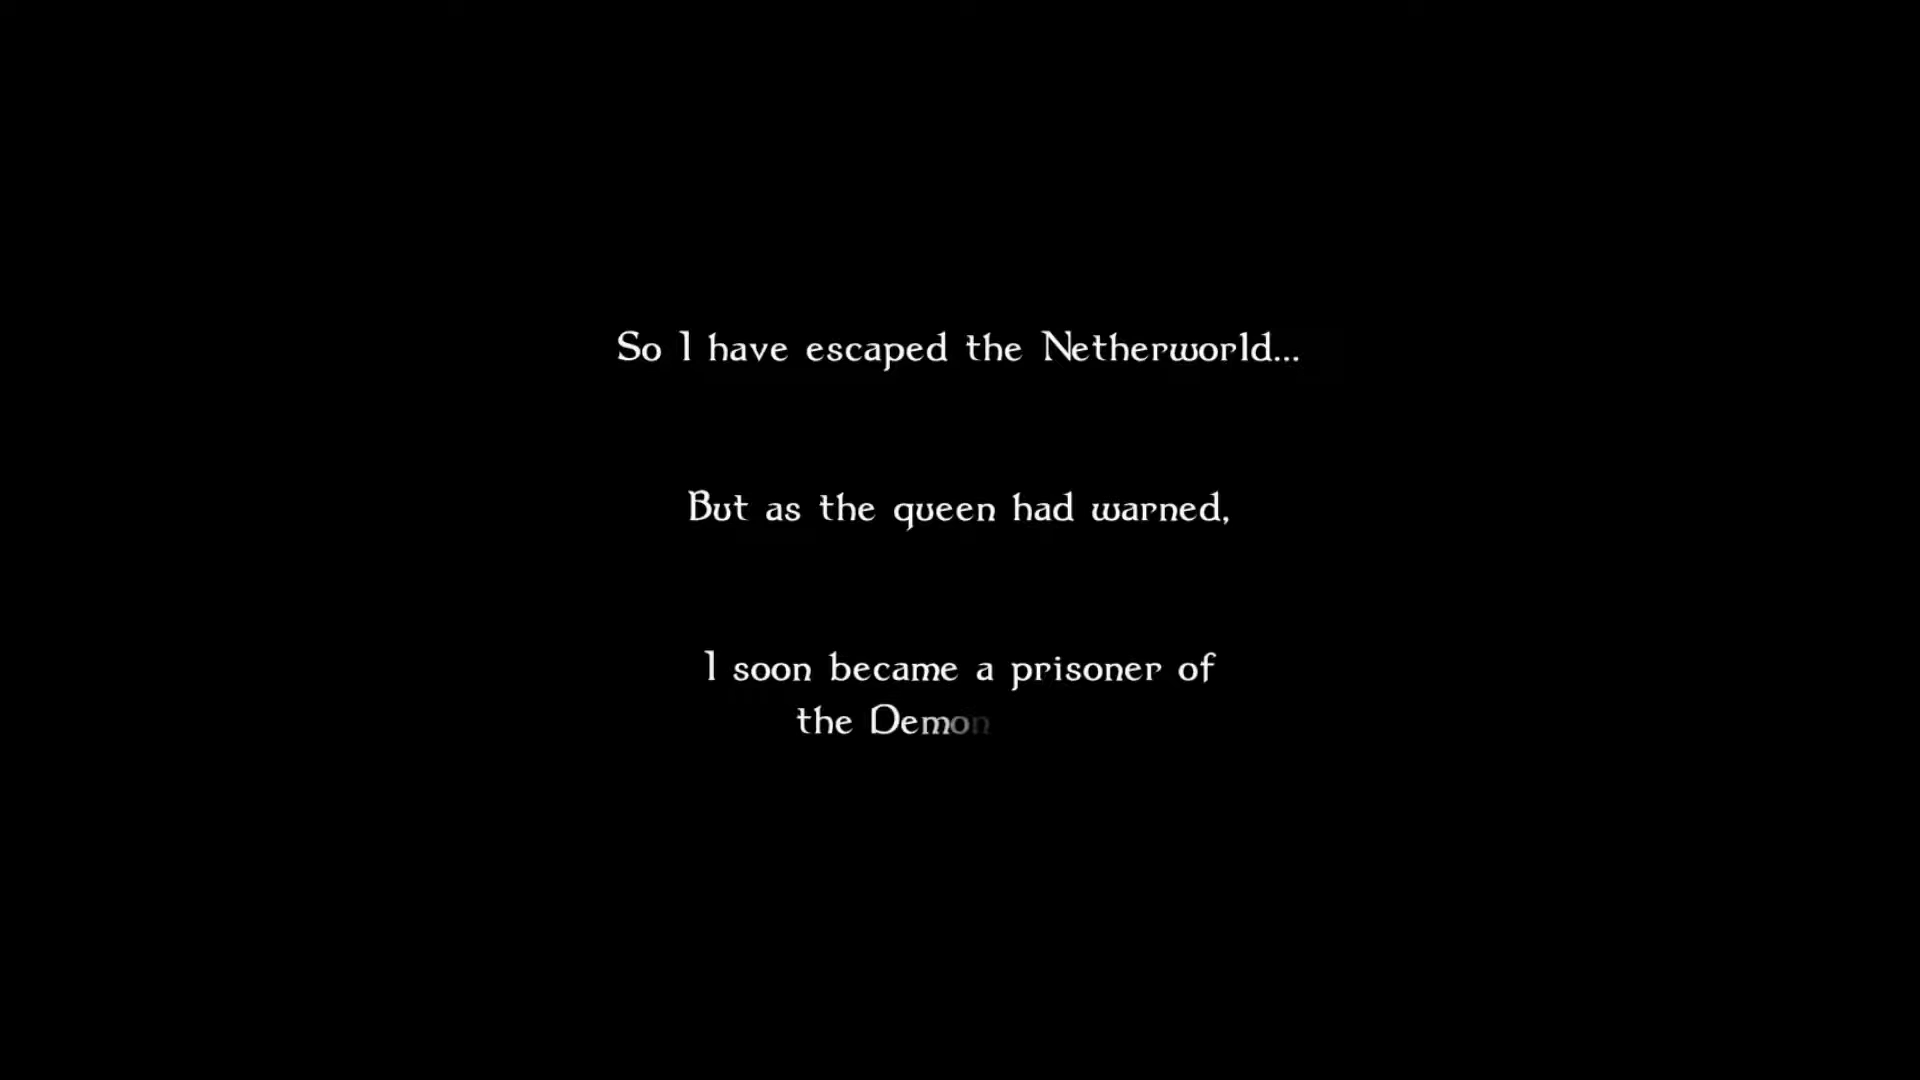 So I have escaped the Netherworld...
But as the queen had warned,
I soon became a prisoner of
the Demon